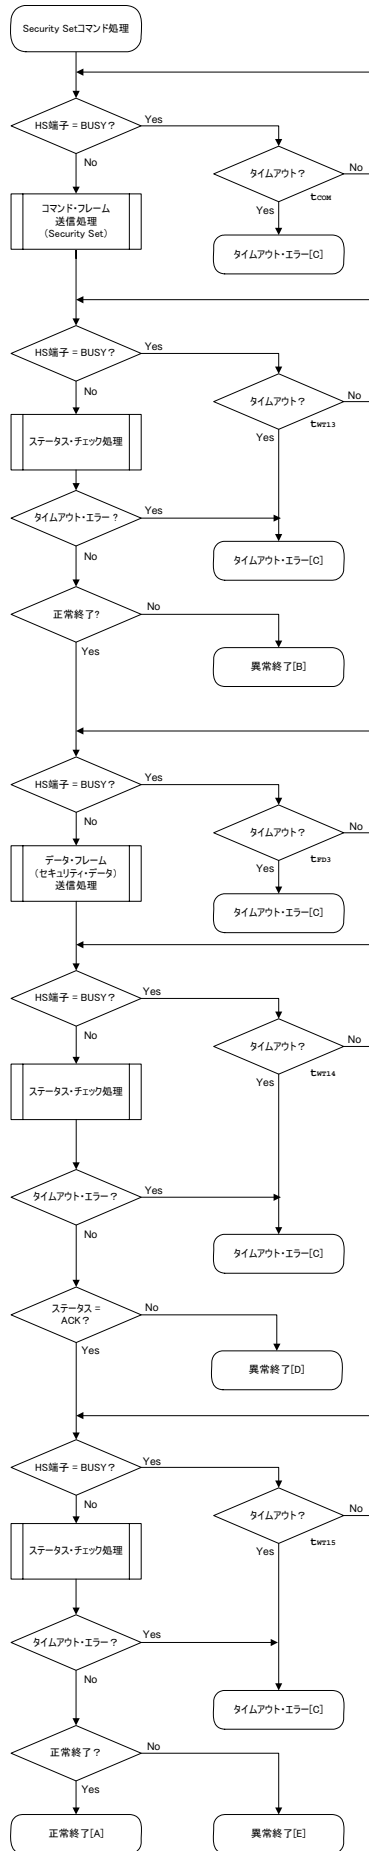 Security Setコマンド処理
HS端子 = BUSY?
Yes
No
タイムアウト?
No
tCOM
Yes
コマンド・フレーム
送信処理
(Security Set)
タイムアウト・エラー[C]
HS端子 = BUSY?
Yes
No
タイムアウト?
No
tWT13
Yes
ステータス・チェック処理
タイムアウト・エラー?
Yes
No
タイムアウト・エラー[C]
正常終了?
No
Yes
異常終了[B]
HS端子 = BUSY?
Yes
No
タイムアウト?
No
tFD3
Yes
データ・フレーム
(セキュリティ・データ)
送信処理
タイムアウト・エラー[C]
HS端子 = BUSY?
Yes
No
タイムアウト?
No
tWT14
Yes
ステータス・チェック処理
タイムアウト・エラー?
Yes
No
タイムアウト・エラー[C]
ステータス =
ACK?
No
Yes
異常終了[D]
HS端子 = BUSY?
Yes
No
タイムアウト?
No
tWT15
Yes
ステータス・チェック処理
タイムアウト・エラー?
Yes
No
タイムアウト・エラー[C]
正常終了?
No
Yes
正常終了[A]
異常終了[E]